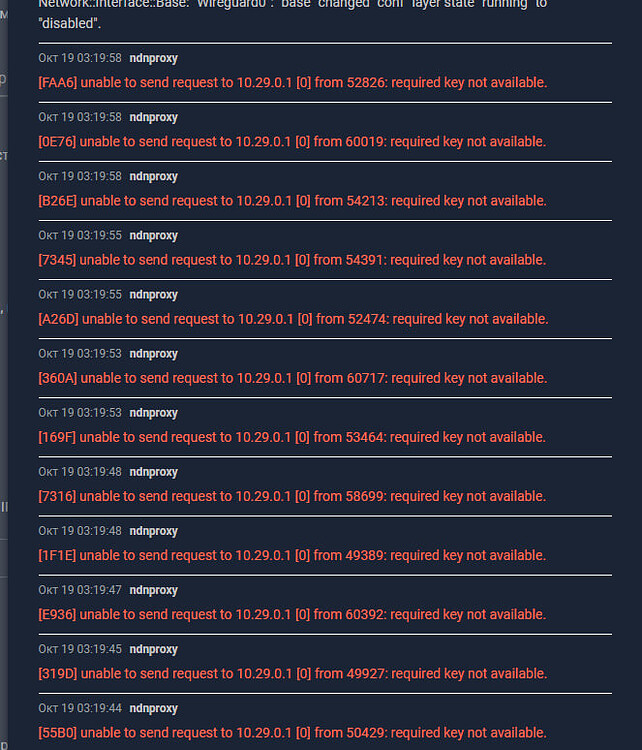 Network::Interface::Base: "Wireguard0": "base" changed "conf" layer state "running" to
"disabled".
Окт 19 03:19:58 ndnproxy
[FAA6] unable to send request to 10.29.0.1 [0] from 52826: required key not available.
Окт 19 03:19:58 ndnproxy
[0E76] unable to send request to 10.29.0.1 [0] from 60019: required key not available.
Окт 19 03:19:58 ndnproxy
[B26E] unable to send request to 10.29.0.1 [0] from 54213: required key not available.
Окт 19 03:19:55 ndnproxy
[7345] unable to send request to 10.29.0.1 [0] from 54391: required key not available.
Окт 19 03:19:55 ndnproxy
[A26D] unable to send request to 10.29.0.1 [0] from 52474: required key not available.
Окт 19 03:19:53 ndnproxy
[360A] unable to send request to 10.29.0.1 [0] from 60717: required key not available.
Окт 19 03:19:53 ndnproxy
[169F] unable to send request to 10.29.0.1 [0] from 53464: required key not available.
Окт 19 03:19:48 ndnproxy
[7316] unable to send request to 10.29.0.1 [0] from 58699: required key not available.
Окт 19 03:19:48 ndnproxy
[1F1E] unable to send request to 10.29.0.1 [0] from 49389: required key not available.
Окт 19 03:19:47 ndnproxy
[E936] unable to send request to 10.29.0.1 [0] from 60392: required key not available.
Окт 19 03:19:45 ndnproxy
[319D] unable to send request to 10.29.0.1 [0] from 49927: required key not available.
Окт 19 03:19:44 ndnproxy
[55B0] unable to send request to 10.29.0.1 [0] from 50429: required key not available.